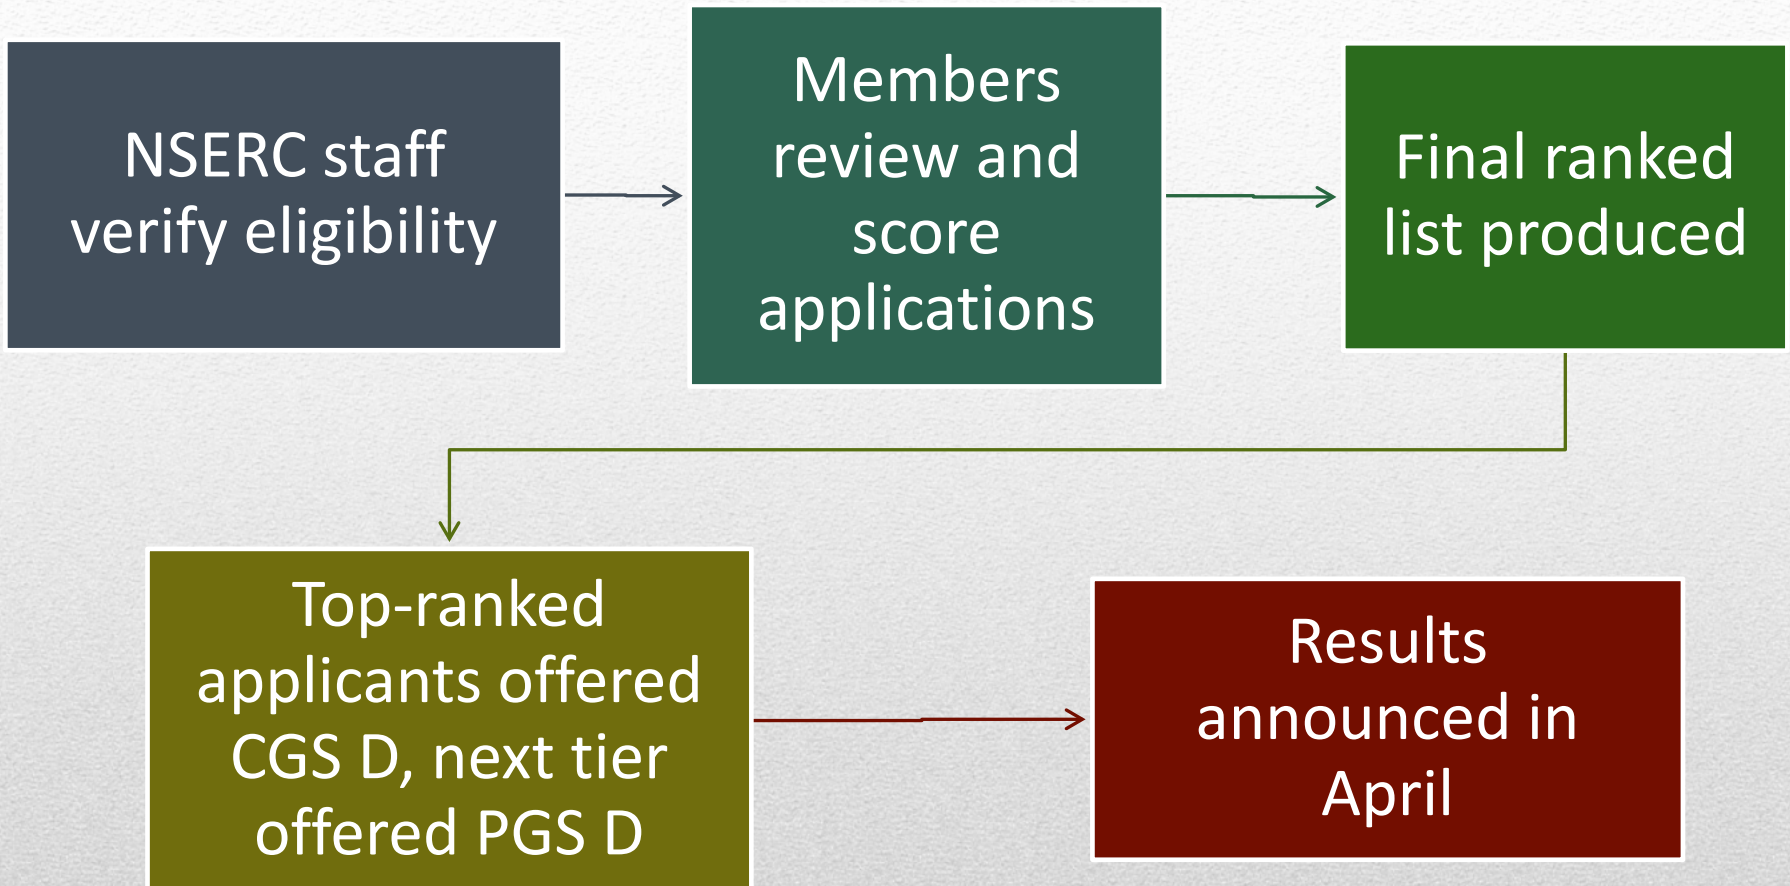 NSERC staff
verify eligibility
Members
review and
score
applications
Final ranked
list produced
Top-ranked
applicants offered
CGS D, next tier
offered PGS D
Results
announced in
April